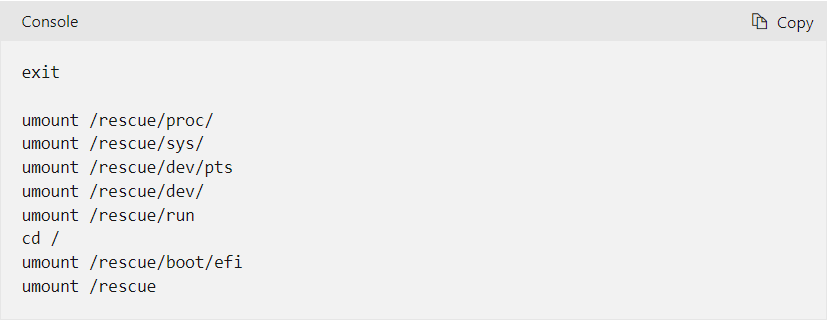 Console
Copy
exit
umount /rescue/proc/
umount /rescue/sys/
umount /rescue/dev/pts
umount /rescue/dev/
umount /rescue/run
cd /
umount /rescue/boot/efi
umount /rescue